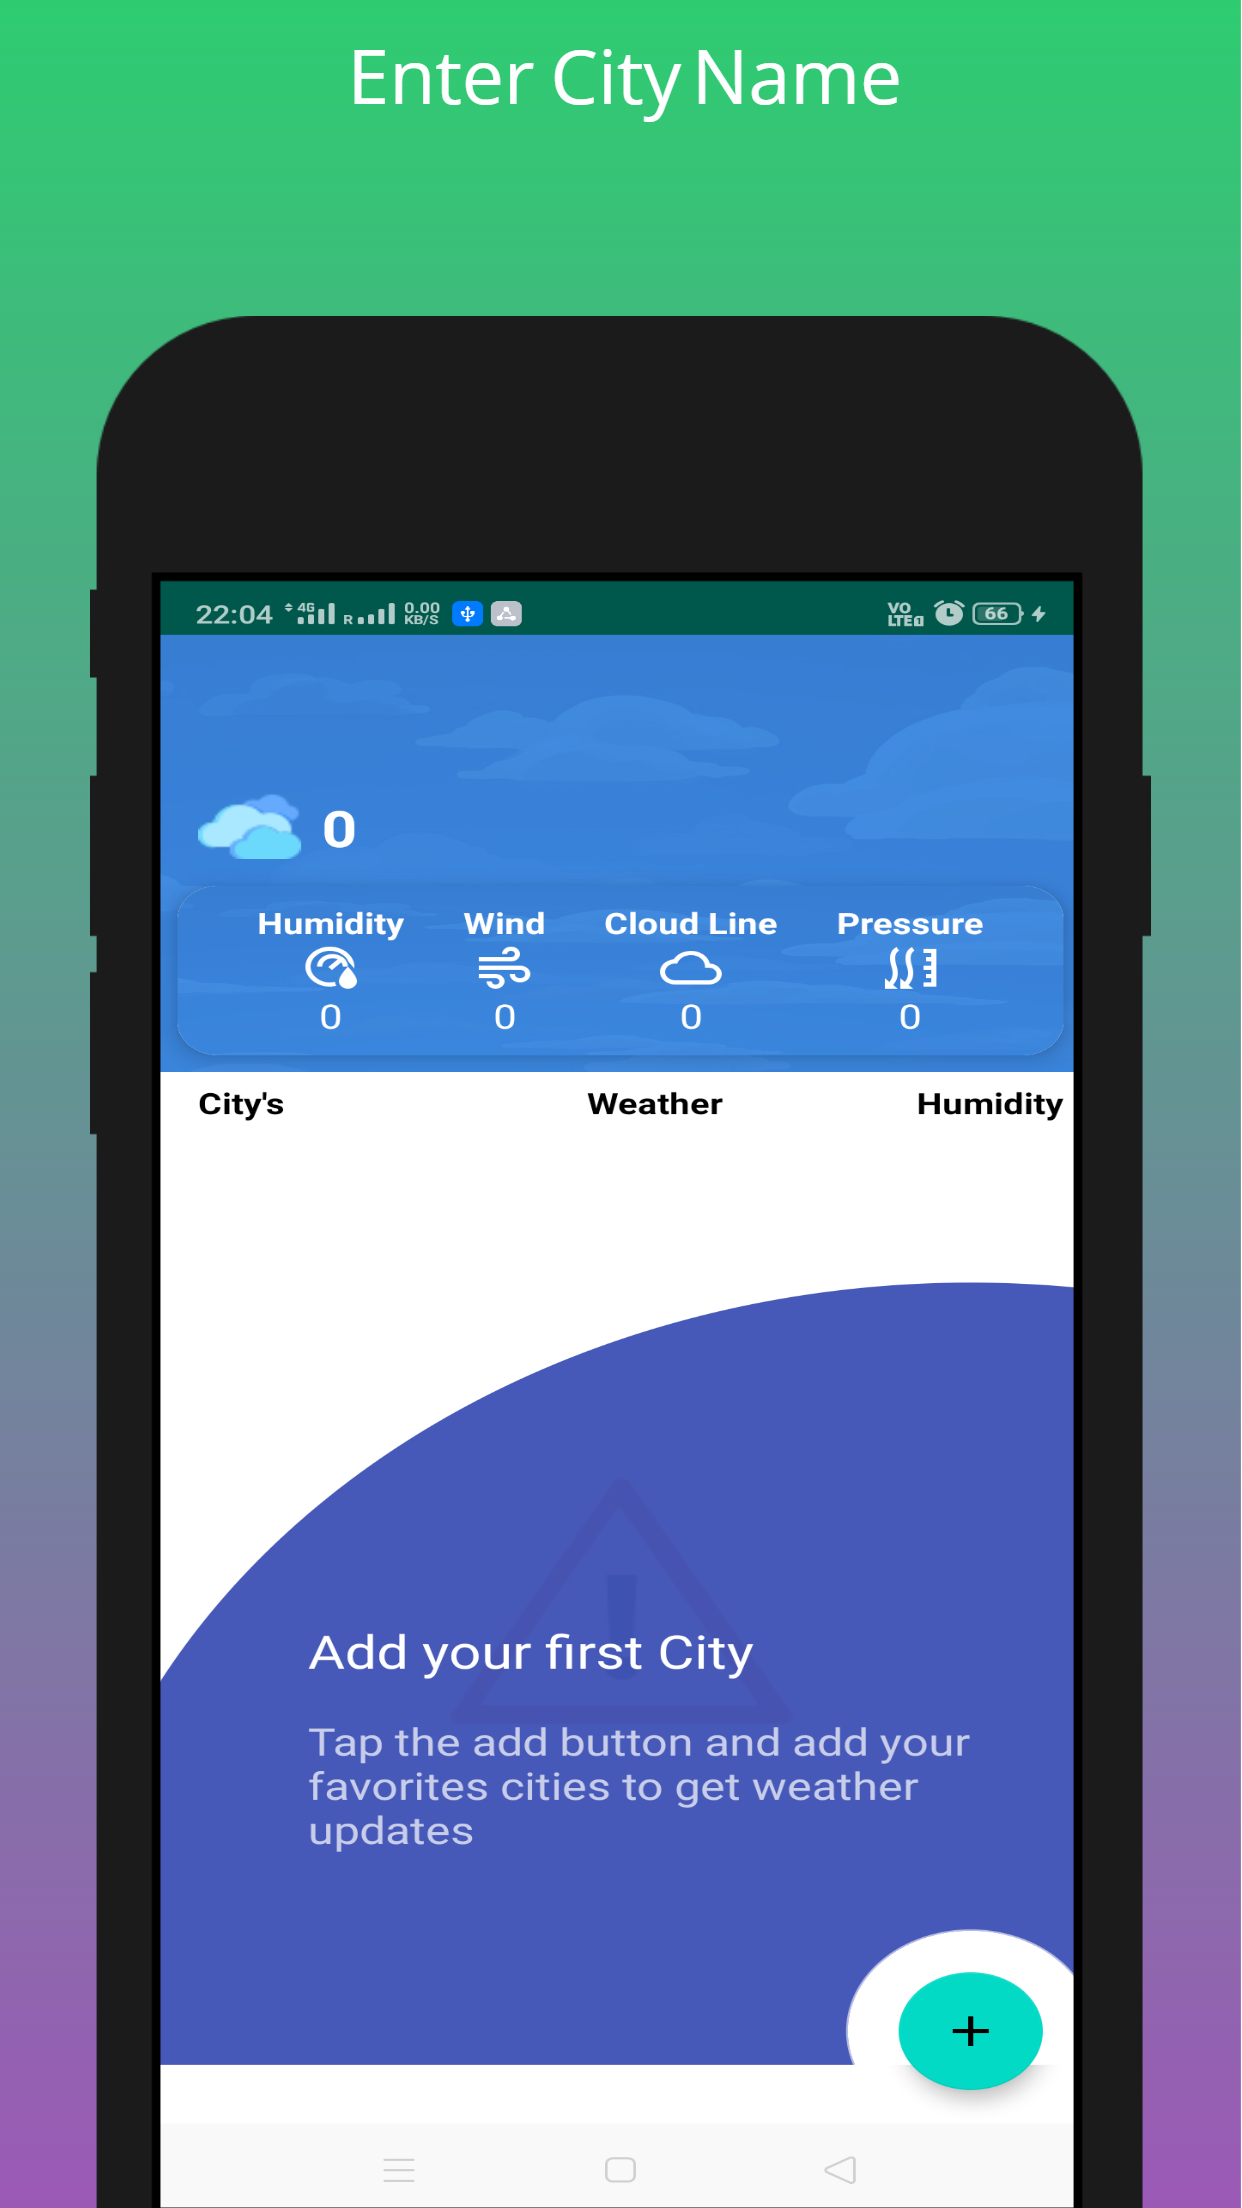 Enter City Name
22:04 4G R 0.00 KB/S VO LTE 1 66
0
Humidity Wind Cloud Line Pressure
0 0 0 0
City's Weather Humidity
Add your first City
Tap the add button and add your
favorites cities to get weather
updates